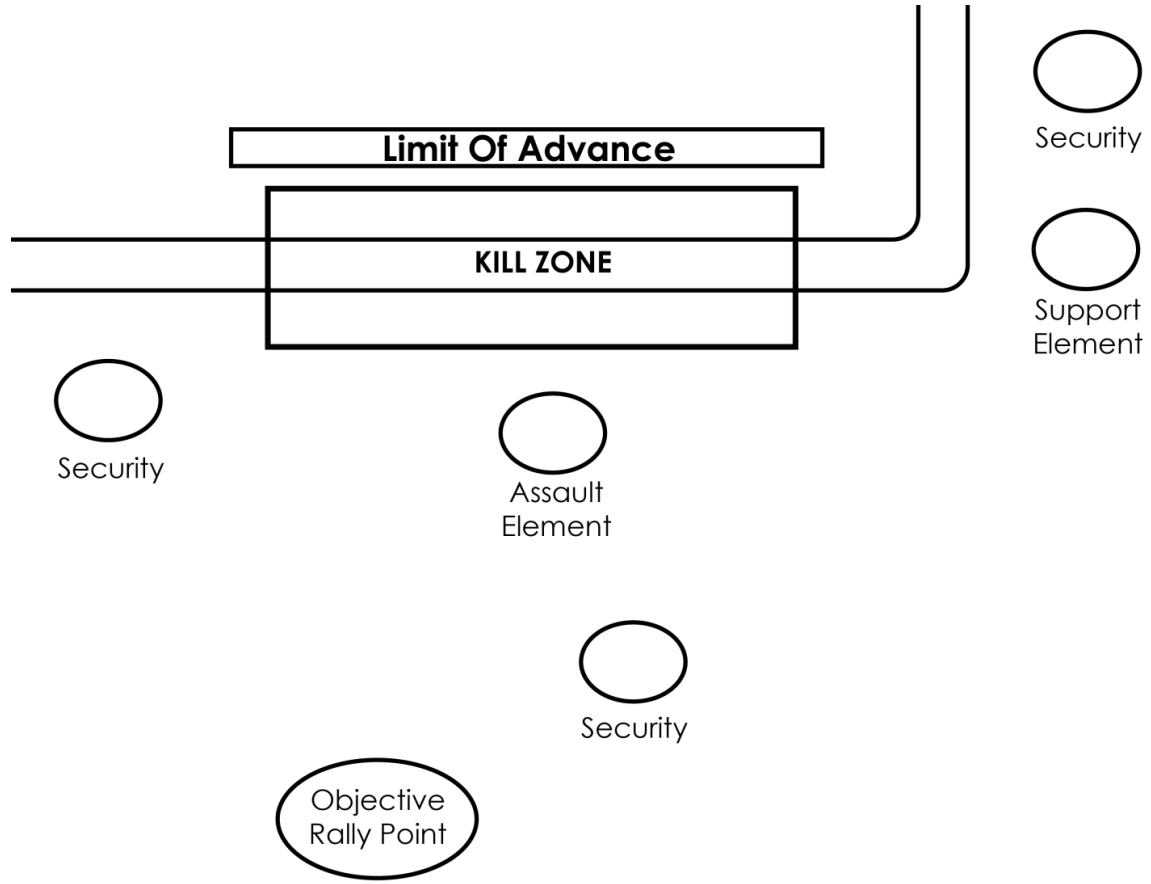 Security
Limit Of Advance
KILL ZONE
Support
Element
Security
Assault
Element
Security
Objective
Rally Point